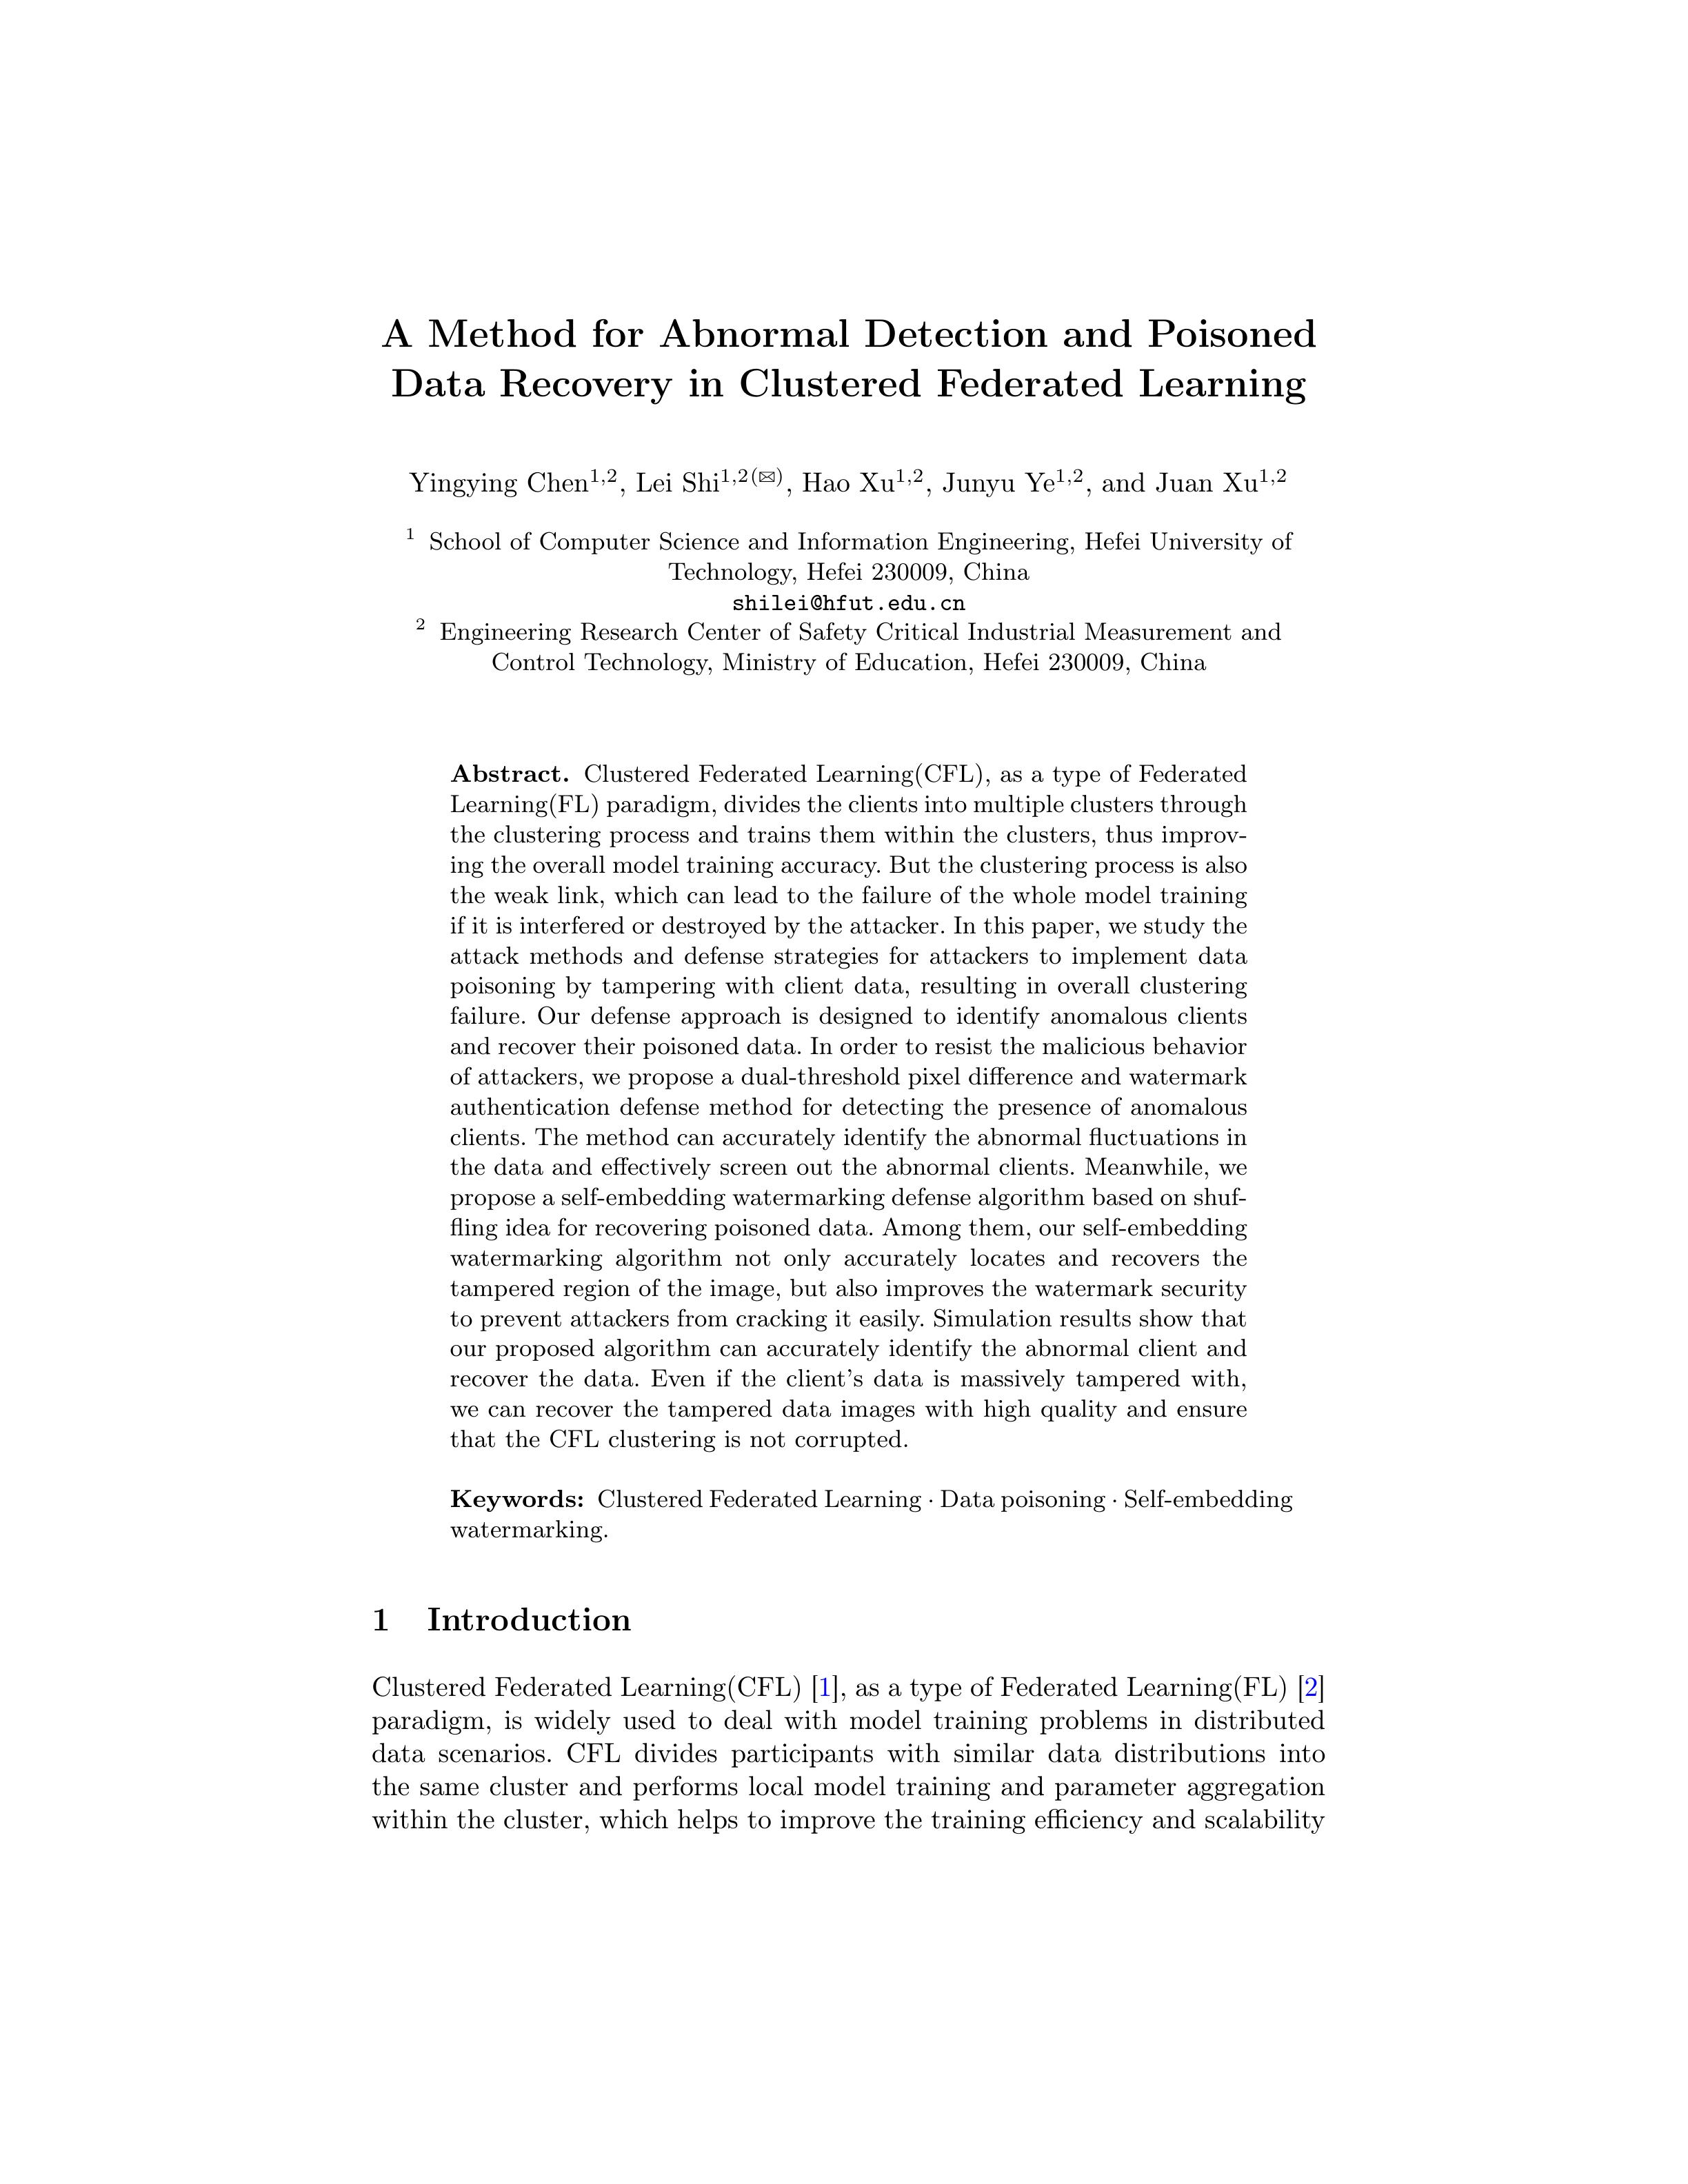 A Method for Abnormal Detection and Poisoned
Data Recovery in Clustered Federated Learning
Yingying Chen1,2, Lei Shi1,2(✉), Hao Xu1,2, Junyu Ye1,2, and Juan Xu1,2
1 School of Computer Science and Information Engineering, Hefei University of
Technology, Hefei 230009, China
shilei@hfut.edu.cn
2 Engineering Research Center of Safety Critical Industrial Measurement and
Control Technology, Ministry of Education, Hefei 230009, China
Abstract. Clustered Federated Learning(CFL), as a type of Federated
Learning(FL) paradigm, divides the clients into multiple clusters through
the clustering process and trains them within the clusters, thus improv-
ing the overall model training accuracy. But the clustering process is also
the weak link, which can lead to the failure of the whole model training
if it is interfered or destroyed by the attacker. In this paper, we study the
attack methods and defense strategies for attackers to implement data
poisoning by tampering with client data, resulting in overall clustering
failure. Our defense approach is designed to identify anomalous clients
and recover their poisoned data. In order to resist the malicious behavior
of attackers, we propose a dual-threshold pixel difference and watermark
authentication defense method for detecting the presence of anomalous
clients. The method can accurately identify the abnormal fluctuations in
the data and effectively screen out the abnormal clients. Meanwhile, we
propose a self-embedding watermarking defense algorithm based on shuf-
fling idea for recovering poisoned data. Among them, our self-embedding
watermarking algorithm not only accurately locates and recovers the
tampered region of the image, but also improves the watermark security
to prevent attackers from cracking it easily. Simulation results show that
our proposed algorithm can accurately identify the abnormal client and
recover the data. Even if the client's data is massively tampered with,
we can recover the tampered data images with high quality and ensure
that the CFL clustering is not corrupted.
Keywords: Clustered Federated Learning · Data poisoning · Self-embedding
watermarking.
1 Introduction
Clustered Federated Learning(CFL) [1], as a type of Federated Learning(FL) [2]
paradigm, is widely used to deal with model training problems in distributed
data scenarios. CFL divides participants with similar data distributions into
the same cluster and performs local model training and parameter aggregation
within the cluster, which helps to improve the training efficiency and scalability